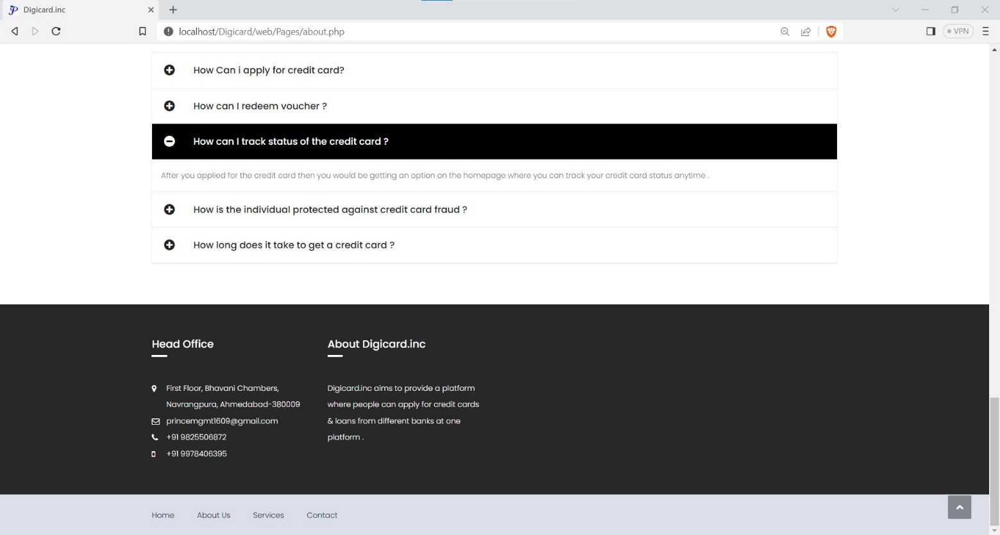 Digicard.inc
localhost/Digicard/web/Pages/about.php
VPN
How Can i apply for credit card?
How can I redeem voucher ?
How can I track status of the credit card ?
After you applied for the credit card then you would be getting an option on the homepage where you can track your credit card status anytime .
How is the individual protected against credit card fraud ?
How long does it take to get a credit card ?
Head Office
First Floor, Bhavani Chambers,
Navrangpura, Ahmedabad-380009
princemgmt1609@gmail.com
+91 9825506872
+91 9978406395
About Digicard.inc
Digicard.inc aims to provide a platform
where people can apply for credit cards
& loans from different banks at one
platform .
Home About Us Services Contact